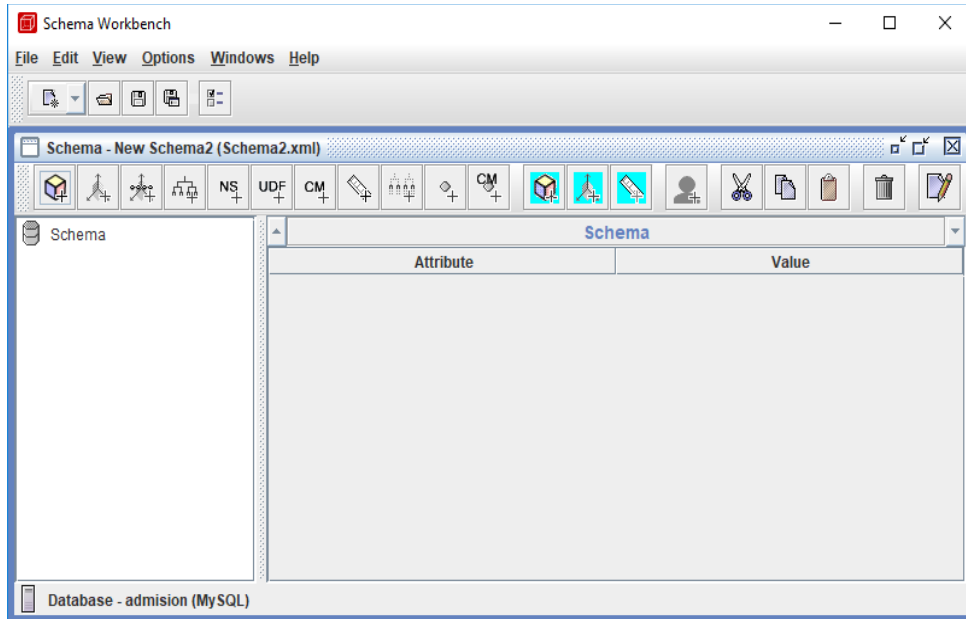 Schema Workbench
File Edit View Options Windows Help
Schema - New Schema2 (Schema2.xml)
NS UDF CM CM
Schema
Schema
Attribute Value
Database - admision (MySQL)